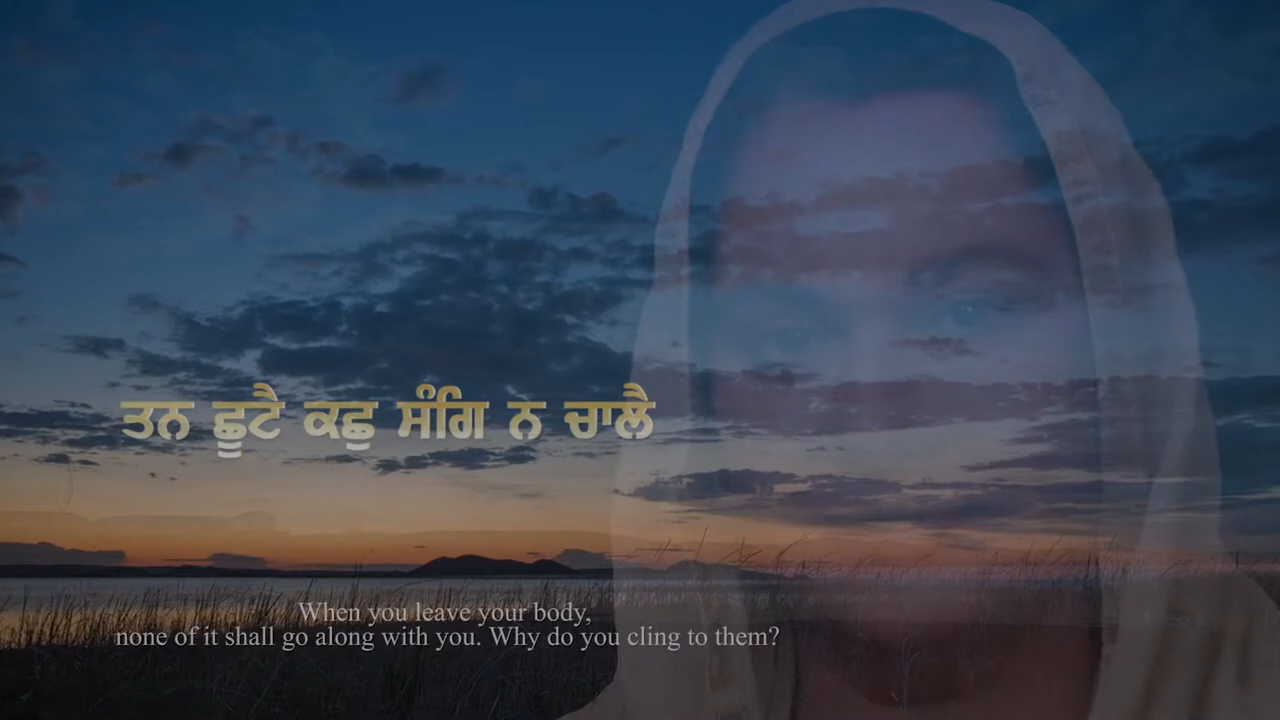 ਤਨ ਛੂਟੈ ਕਛੁ ਸੰਗਿ ਨ ਚਾਲੈ
When you leave your body,
none of it shall go along with you. Why do you cling to them?